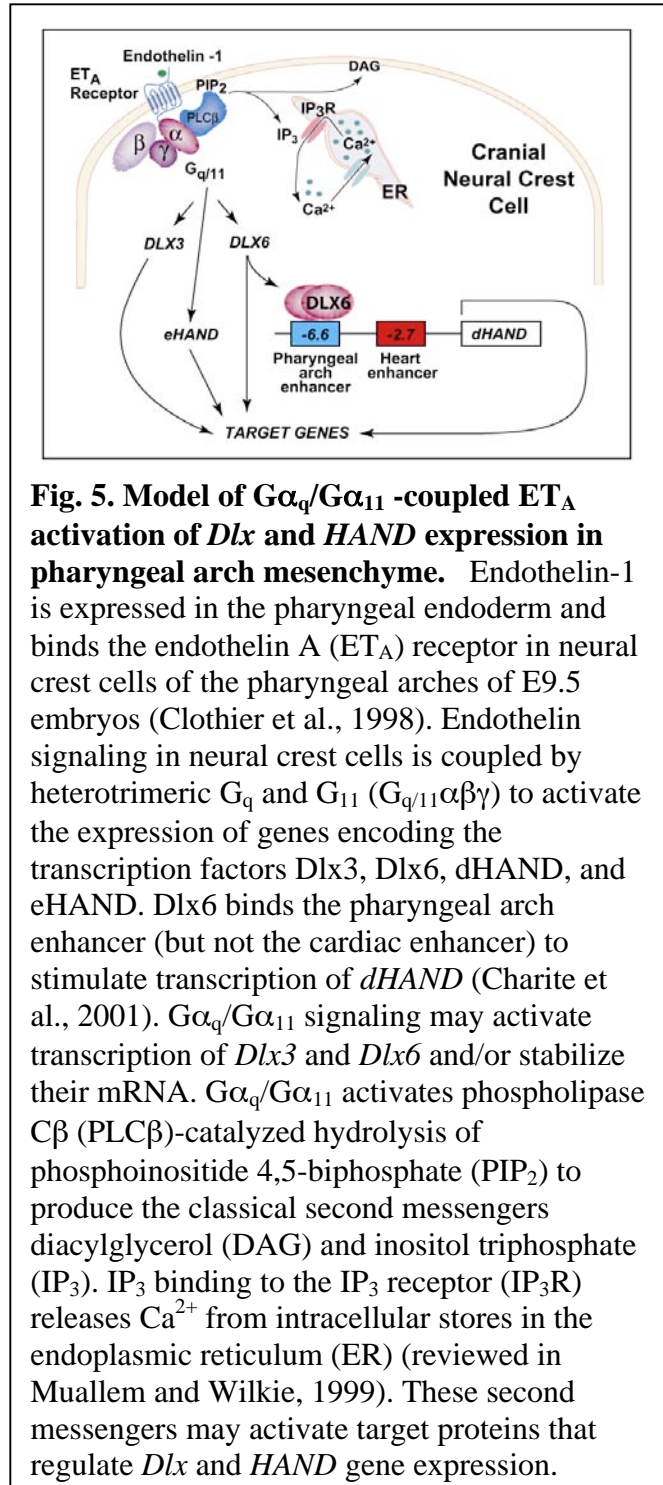 Endothelin -1
ETA
Receptor
PIP2
DAG
PLCβ
IP3R
IP3
Ca2+
β
γ
α
Gq/11
Ca2+
ER
Cranial
Neural Crest
Cell
DLX3
DLX6
DLX6
eHAND
-6.6
-2.7
dHAND
Pharyngeal
arch
enhancer
Heart
enhancer
TARGET GENES
Fig. 5. Model of Gαq/Gα11 -coupled ETA
activation of Dlx and HAND expression in
pharyngeal arch mesenchyme. Endothelin-1
is expressed in the pharyngeal endoderm and
binds the endothelin A (ETA) receptor in neural
crest cells of the pharyngeal arches of E9.5
embryos (Clothier et al., 1998). Endothelin
signaling in neural crest cells is coupled by
heterotrimeric Gq and G11 (Gq/11αβγ) to activate
the expression of genes encoding the
transcription factors Dlx3, Dlx6, dHAND, and
eHAND. Dlx6 binds the pharyngeal arch
enhancer (but not the cardiac enhancer) to
stimulate transcription of dHAND (Charite et
al., 2001). Gαq/Gα11 signaling may activate
transcription of Dlx3 and Dlx6 and/or stabilize
their mRNA. Gαq/Gα11 activates phospholipase
Cβ (PLCβ)-catalyzed hydrolysis of
phosphoinositide 4,5-biphosphate (PIP2) to
produce the classical second messengers
diacylglycerol (DAG) and inositol triphosphate
(IP3). IP3 binding to the IP3 receptor (IP3R)
releases Ca2+ from intracellular stores in the
endoplasmic reticulum (ER) (reviewed in
Muallem and Wilkie, 1999). These second
messengers may activate target proteins that
regulate Dlx and HAND gene expression.